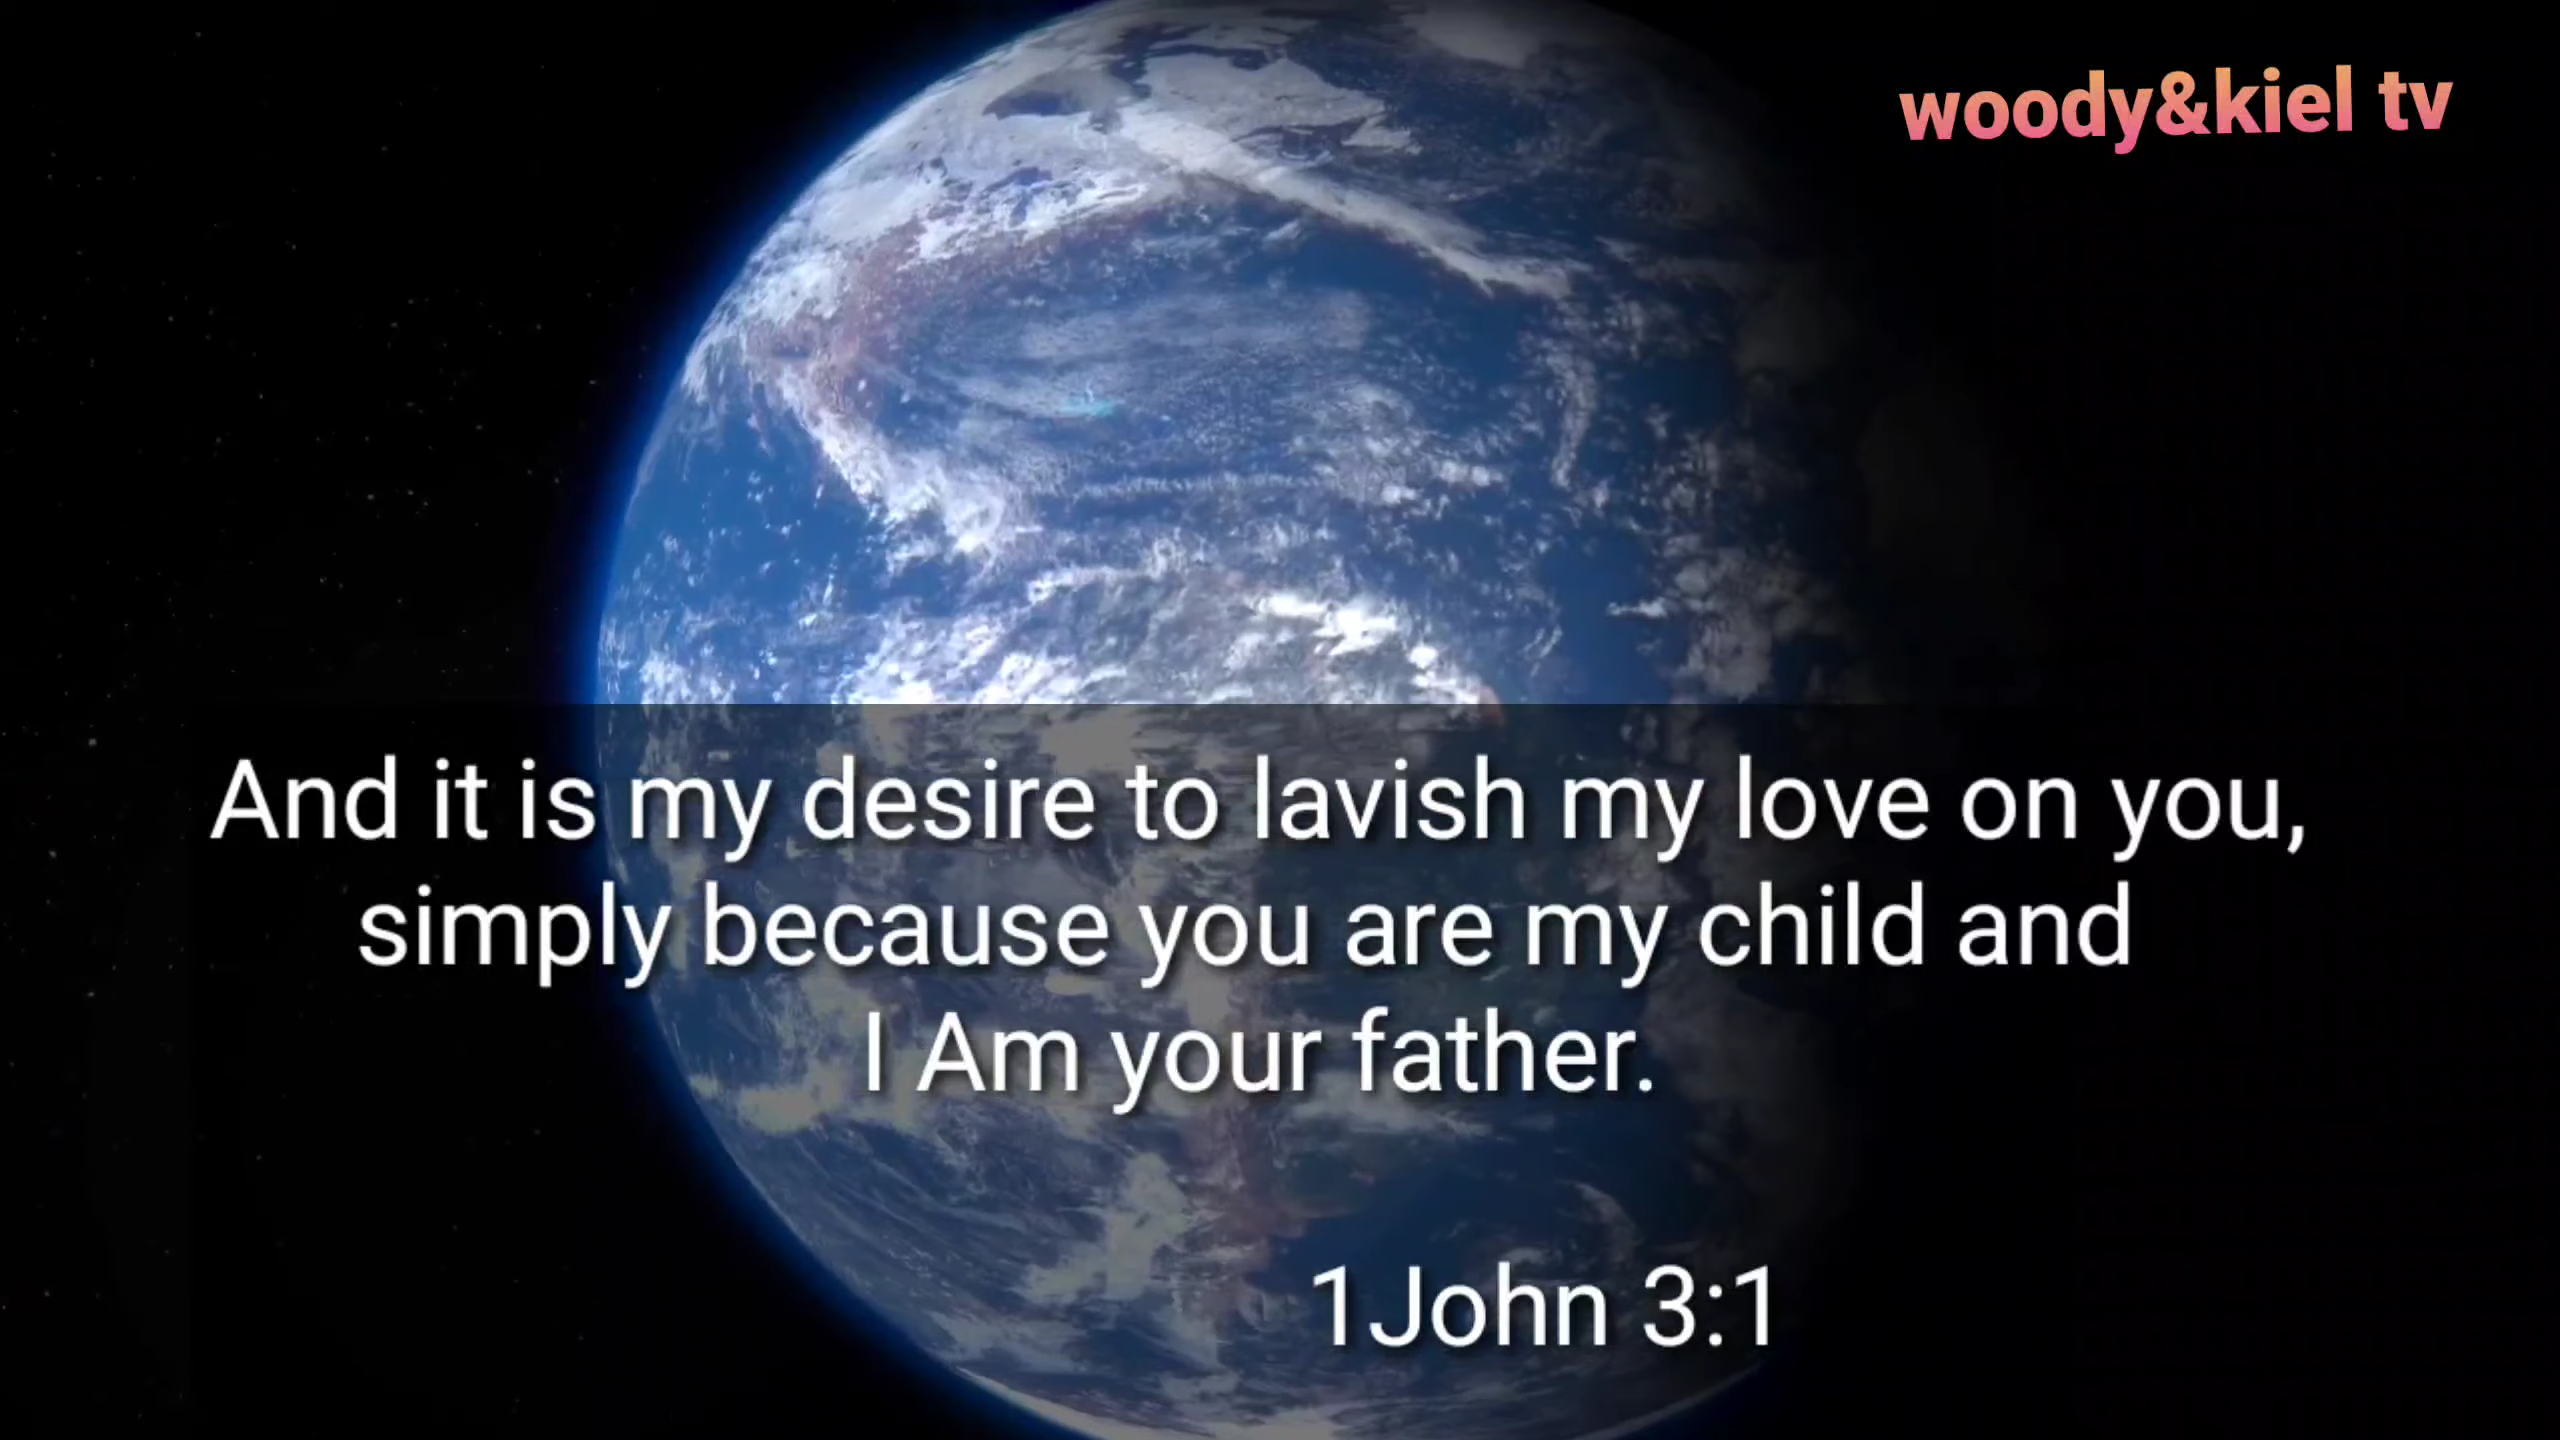 woody&kiel tv
And it is my desire to lavish my love on you,
simply because you are my child and
I Am your father.
1John 3:1